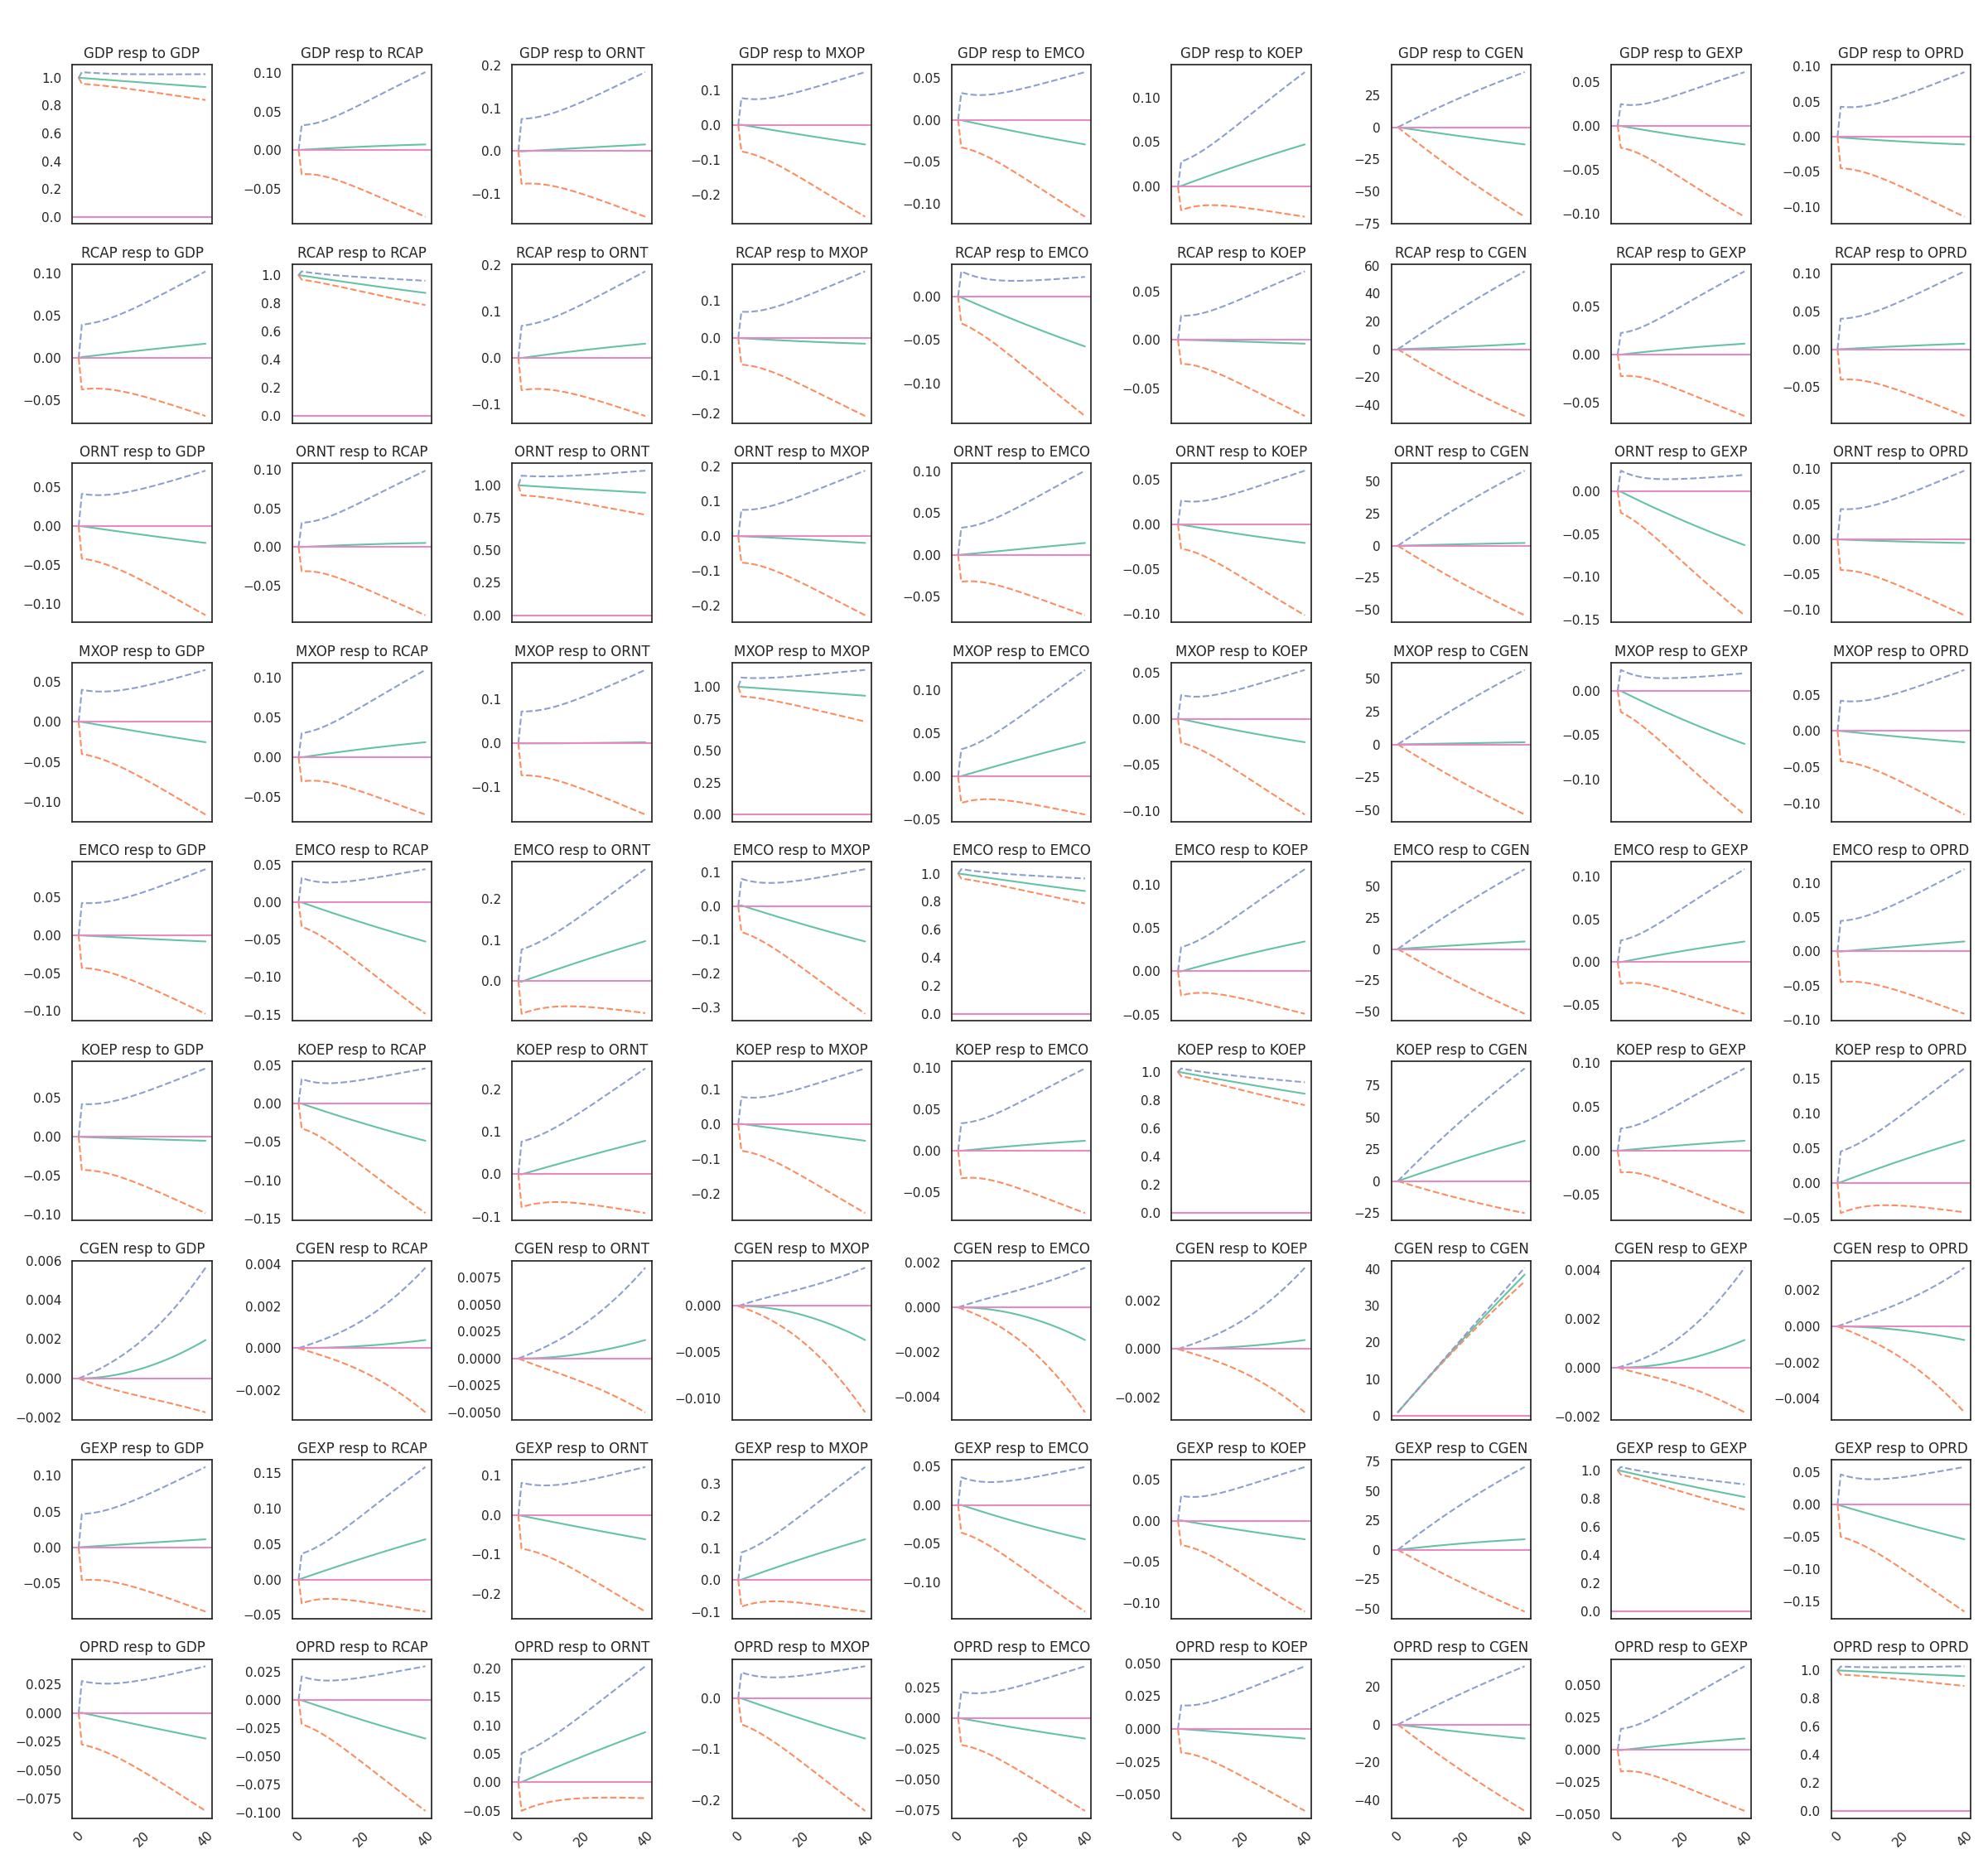 GDP resp to GDP GDP resp to RCAP GDP resp to ORNT GDP resp to MXOP GDP resp to EMCO GDP resp to KOEP GDP resp to CGEN GDP resp to GEXP GDP resp to OPRD
1.0 0.8 0.6 0.4 0.2 0.0
0.10 0.05 0.00 −0.05
0.2 0.1 0.0 −0.1
0.1 0.0 −0.1 −0.2
0.05 0.00 −0.05 −0.10
0.10 0.05 0.00
25 0 −25 −50 −75
0.05 0.00 −0.05 −0.10
0.10 0.05 0.00 −0.05 −0.10
RCAP resp to GDP RCAP resp to RCAP RCAP resp to ORNT RCAP resp to MXOP RCAP resp to EMCO RCAP resp to KOEP RCAP resp to CGEN RCAP resp to GEXP RCAP resp to OPRD
0.10 0.05 0.00 −0.05
1.0 0.8 0.6 0.4 0.2 0.0
0.2 0.1 0.0 −0.1
0.1 0.0 −0.1 −0.2
0.00 −0.05 −0.10
0.05 0.00 −0.05
60 40 20 0 −20 −40
0.05 0.00 −0.05
0.10 0.05 0.00 −0.05
ORNT resp to GDP ORNT resp to RCAP ORNT resp to ORNT ORNT resp to MXOP ORNT resp to EMCO ORNT resp to KOEP ORNT resp to CGEN ORNT resp to GEXP ORNT resp to OPRD
0.05 0.00 −0.05 −0.10
0.10 0.05 0.00 −0.05
1.00 0.75 0.50 0.25 0.00
0.2 0.1 0.0 −0.1 −0.2
0.10 0.05 0.00 −0.05
0.05 0.00 −0.05 −0.10
50 25 0 −25 −50
0.00 −0.05 −0.10 −0.15
0.10 0.05 0.00 −0.05 −0.10
MXOP resp to GDP MXOP resp to RCAP MXOP resp to ORNT MXOP resp to MXOP MXOP resp to EMCO MXOP resp to KOEP MXOP resp to CGEN MXOP resp to GEXP MXOP resp to OPRD
0.05 0.00 −0.05 −0.10
0.10 0.05 0.00 −0.05
0.1 0.0 −0.1
1.00 0.75 0.50 0.25 0.00
0.10 0.05 0.00 −0.05
0.05 0.00 −0.05 −0.10
50 25 0 −25 −50
0.00 −0.05 −0.10
0.05 0.00 −0.05 −0.10
EMCO resp to GDP EMCO resp to RCAP EMCO resp to ORNT EMCO resp to MXOP EMCO resp to EMCO EMCO resp to KOEP EMCO resp to CGEN EMCO resp to GEXP EMCO resp to OPRD
0.05 0.00 −0.05 −0.10
0.05 0.00 −0.05 −0.10 −0.15
0.2 0.1 0.0
0.1 0.0 −0.1 −0.2 −0.3
1.0 0.8 0.6 0.4 0.2 0.0
0.10 0.05 0.00 −0.05
50 25 0 −25 −50
0.10 0.05 0.00 −0.05
0.10 0.05 0.00 −0.05 −0.10
KOEP resp to GDP KOEP resp to RCAP KOEP resp to ORNT KOEP resp to MXOP KOEP resp to EMCO KOEP resp to KOEP KOEP resp to CGEN KOEP resp to GEXP KOEP resp to OPRD
0.05 0.00 −0.05 −0.10
0.05 0.00 −0.05 −0.10 −0.15
0.2 0.1 0.0 −0.1
0.1 0.0 −0.1 −0.2
0.10 0.05 0.00 −0.05
1.0 0.8 0.6 0.4 0.2 0.0
75 50 25 0 −25
0.10 0.05 0.00 −0.05
0.15 0.10 0.05 0.00 −0.05
CGEN resp to GDP CGEN resp to RCAP CGEN resp to ORNT CGEN resp to MXOP CGEN resp to EMCO CGEN resp to KOEP CGEN resp to CGEN CGEN resp to GEXP CGEN resp to OPRD
0.006 0.004 0.002 0.000 −0.002
0.004 0.002 0.000 −0.002
0.0075 0.0050 0.0025 0.0000 −0.0025 −0.0050
0.000 −0.005 −0.010
0.002 0.000 −0.002 −0.004
0.002 0.000 −0.002
40 30 20 10 0
0.004 0.002 0.000 −0.002
0.002 0.000 −0.002 −0.004
GEXP resp to GDP GEXP resp to RCAP GEXP resp to ORNT GEXP resp to MXOP GEXP resp to EMCO GEXP resp to KOEP GEXP resp to CGEN GEXP resp to GEXP GEXP resp to OPRD
0.10 0.05 0.00 −0.05
0.15 0.10 0.05 0.00 −0.05
0.1 0.0 −0.1 −0.2
0.3 0.2 0.1 0.0 −0.1
0.05 0.00 −0.05 −0.10
0.05 0.00 −0.05 −0.10
75 50 25 0 −25 −50
1.0 0.8 0.6 0.4 0.2 0.0
0.05 0.00 −0.05 −0.10 −0.15
OPRD resp to GDP OPRD resp to RCAP OPRD resp to ORNT OPRD resp to MXOP OPRD resp to EMCO OPRD resp to KOEP OPRD resp to CGEN OPRD resp to GEXP OPRD resp to OPRD
0.025 0.000 −0.025 −0.050 −0.075
0.025 0.000 −0.025 −0.050 −0.075 −0.100
0.20 0.15 0.10 0.05 0.00 −0.05
0.0 −0.1 −0.2
0.025 0.000 −0.025 −0.050 −0.075
0.050 0.025 0.000 −0.025 −0.050
20 0 −20 −40
0.050 0.025 0.000 −0.025 −0.050
1.0 0.8 0.6 0.4 0.2 0.0
0 20 40 0 20 40 0 20 40 0 20 40 0 20 40 0 20 40 0 20 40 0 20 40 0 20 40